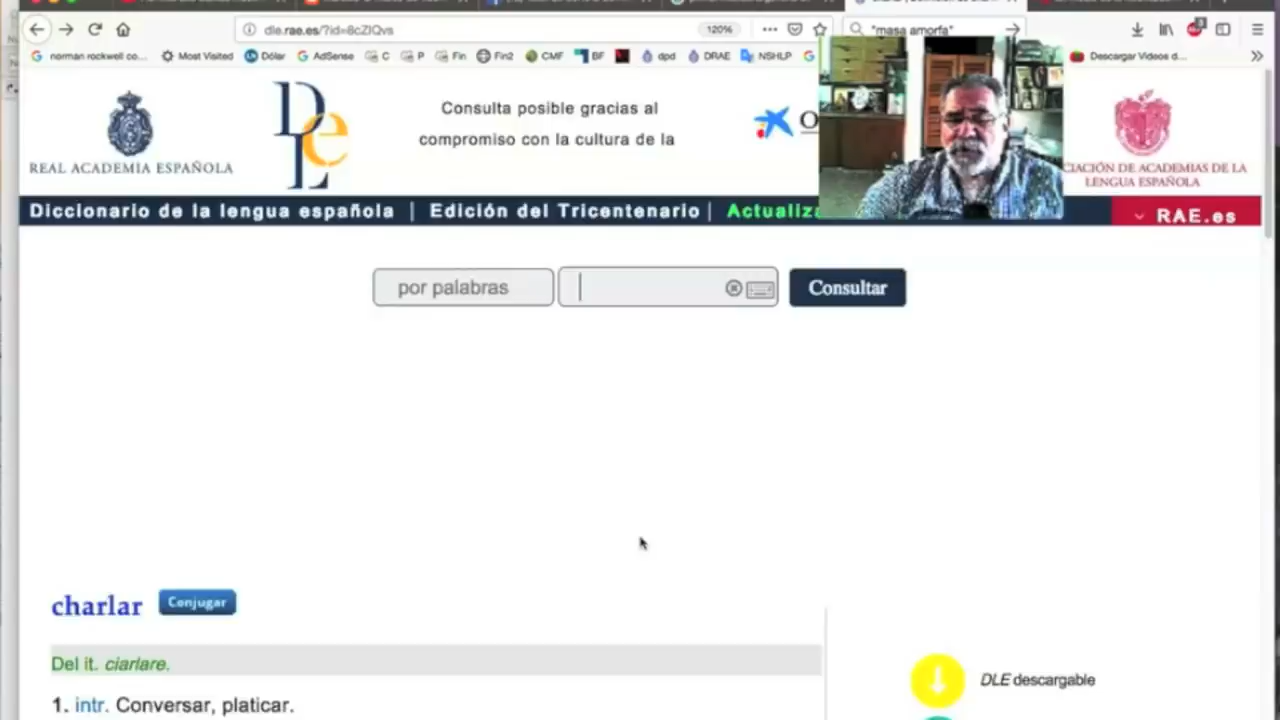 dle.rae.es/?id=8cZIQvs
120%
"masa amorfa"
norman rockwell co...
Most Visited
Dólar
AdSense
C
P
Fin
Fin2
CMF
BF
dpd
DRAE
NSHLP
Descargar Videos d...
Consulta posible gracias al
compromiso con la cultura de la
REAL ACADEMIA ESPAÑOLA
DLE
CIACIÓN DE ACADEMIAS DE LA
LENGUA ESPAÑOLA
Diccionario de la lengua española | Edición del Tricentenario | Actualiza
RAE.es
por palabras
Consultar
charlar
Conjugar
Del it. ciarlare.
1. intr. Conversar, platicar.
DLE descargable